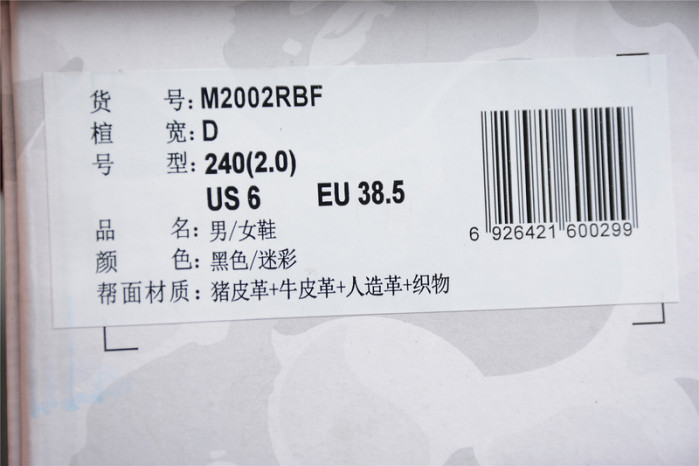 货 号: M2002RBF
楦 宽: D
号 型: 240(2.0)
US 6 EU 38.5
品 名: 男/女鞋
颜 色: 黑色/迷彩
帮面材质: 猪皮革+牛皮革+人造革+织物
6 926421 600299